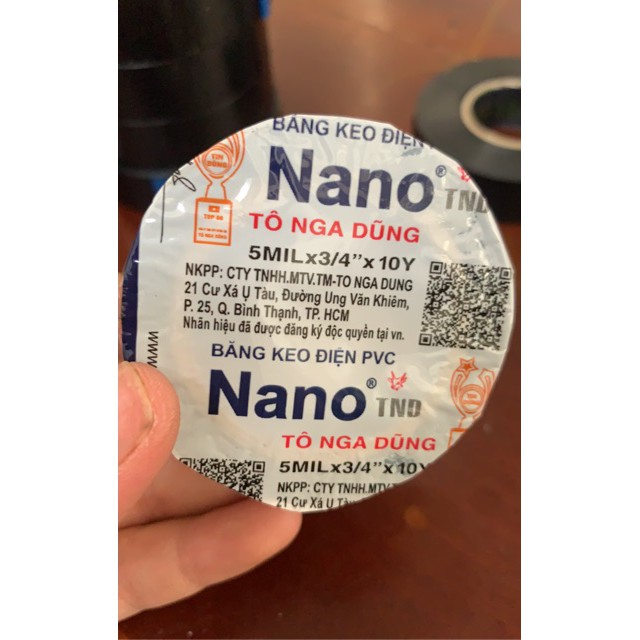 BĂNG KEO ĐIỆN
Nano® TND
TÔ NGA DŨNG
5MILx3/4"x10Y
NKPP: CTY TNHH.MTV.TM-TO NGA DUNG
21 Cư Xá Ụ Tàu, Đường Ung Văn Khiêm,
P. 25, Q. Bình Thạnh, TP. HCM
Nhãn hiệu đã được đăng ký độc quyền tại vn.
WWW
BĂNG KEO ĐIỆN PVC
Nano® TND
TÔ NGA DŨNG
5MILx3/4"x10Y
NKPP: CTY TNHH.MTV.T
21 Cư Xá Ụ Tàu